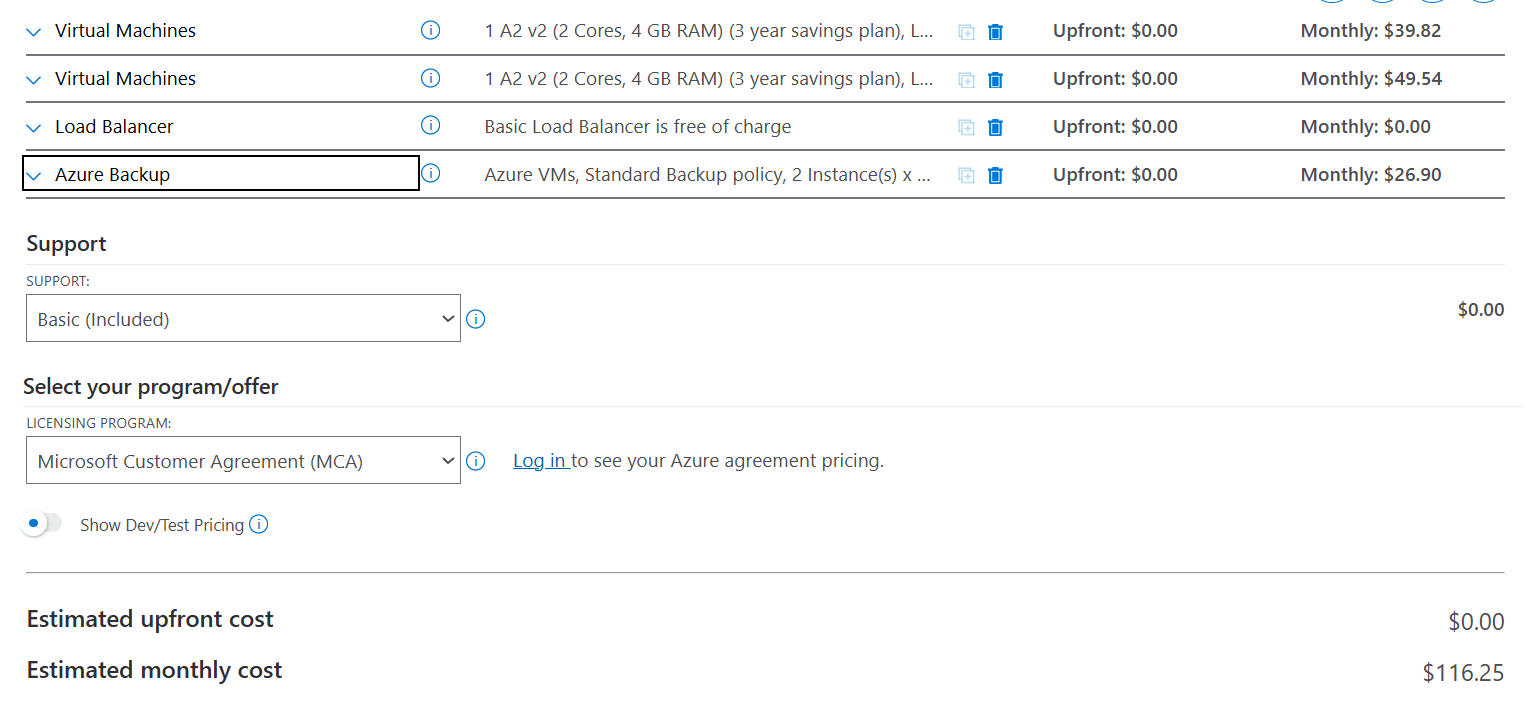 Virtual Machines 1 A2 v2 (2 Cores, 4 GB RAM) (3 year savings plan), L... Upfront: $0.00 Monthly: $39.82
Virtual Machines 1 A2 v2 (2 Cores, 4 GB RAM) (3 year savings plan), L... Upfront: $0.00 Monthly: $49.54
Load Balancer Basic Load Balancer is free of charge Upfront: $0.00 Monthly: $0.00
Azure Backup Azure VMs, Standard Backup policy, 2 Instance(s) x ... Upfront: $0.00 Monthly: $26.90
Support
SUPPORT:
Basic (Included) $0.00
Select your program/offer
LICENSING PROGRAM:
Microsoft Customer Agreement (MCA) Log in to see your Azure agreement pricing.
Show Dev/Test Pricing
Estimated upfront cost $0.00
Estimated monthly cost $116.25